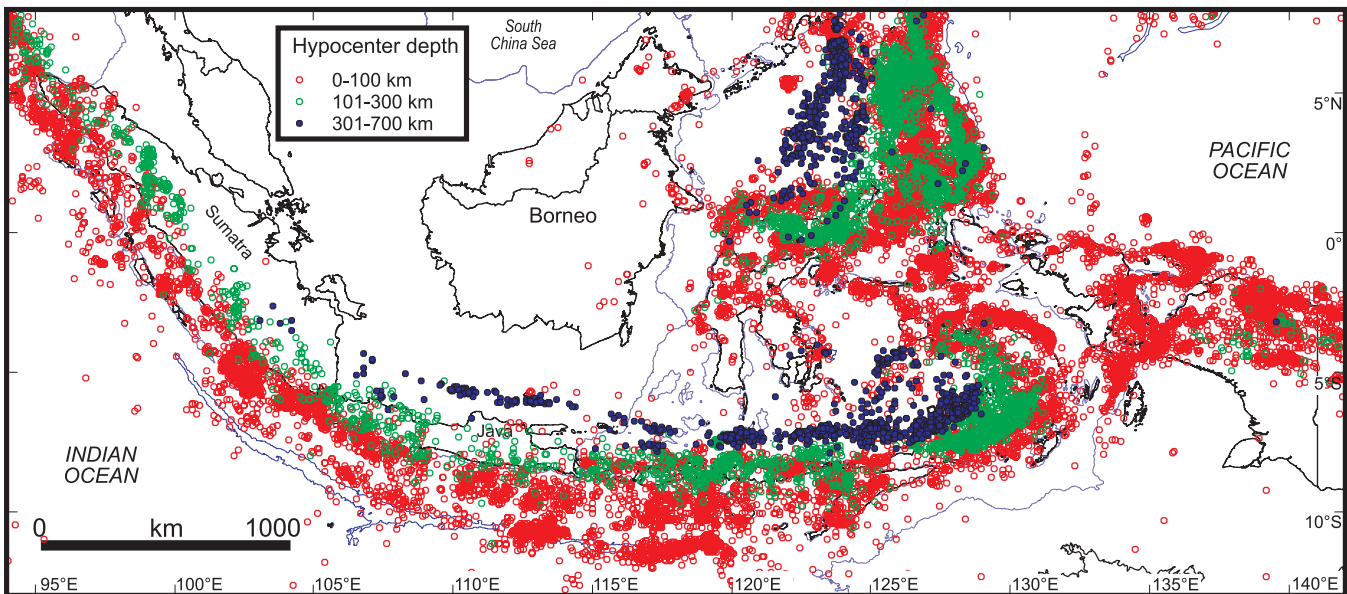 South
China Sea
Hypocenter depth
0-100 km
101-300 km
301-700 km
5°N
PACIFIC
OCEAN
Borneo
Sumatra
0°
5°S
Java
INDIAN
OCEAN
10°S
0 km 1000
95°E 100°E 105°E 110°E 115°E 120°E 125°E 130°E 135°E 140°E